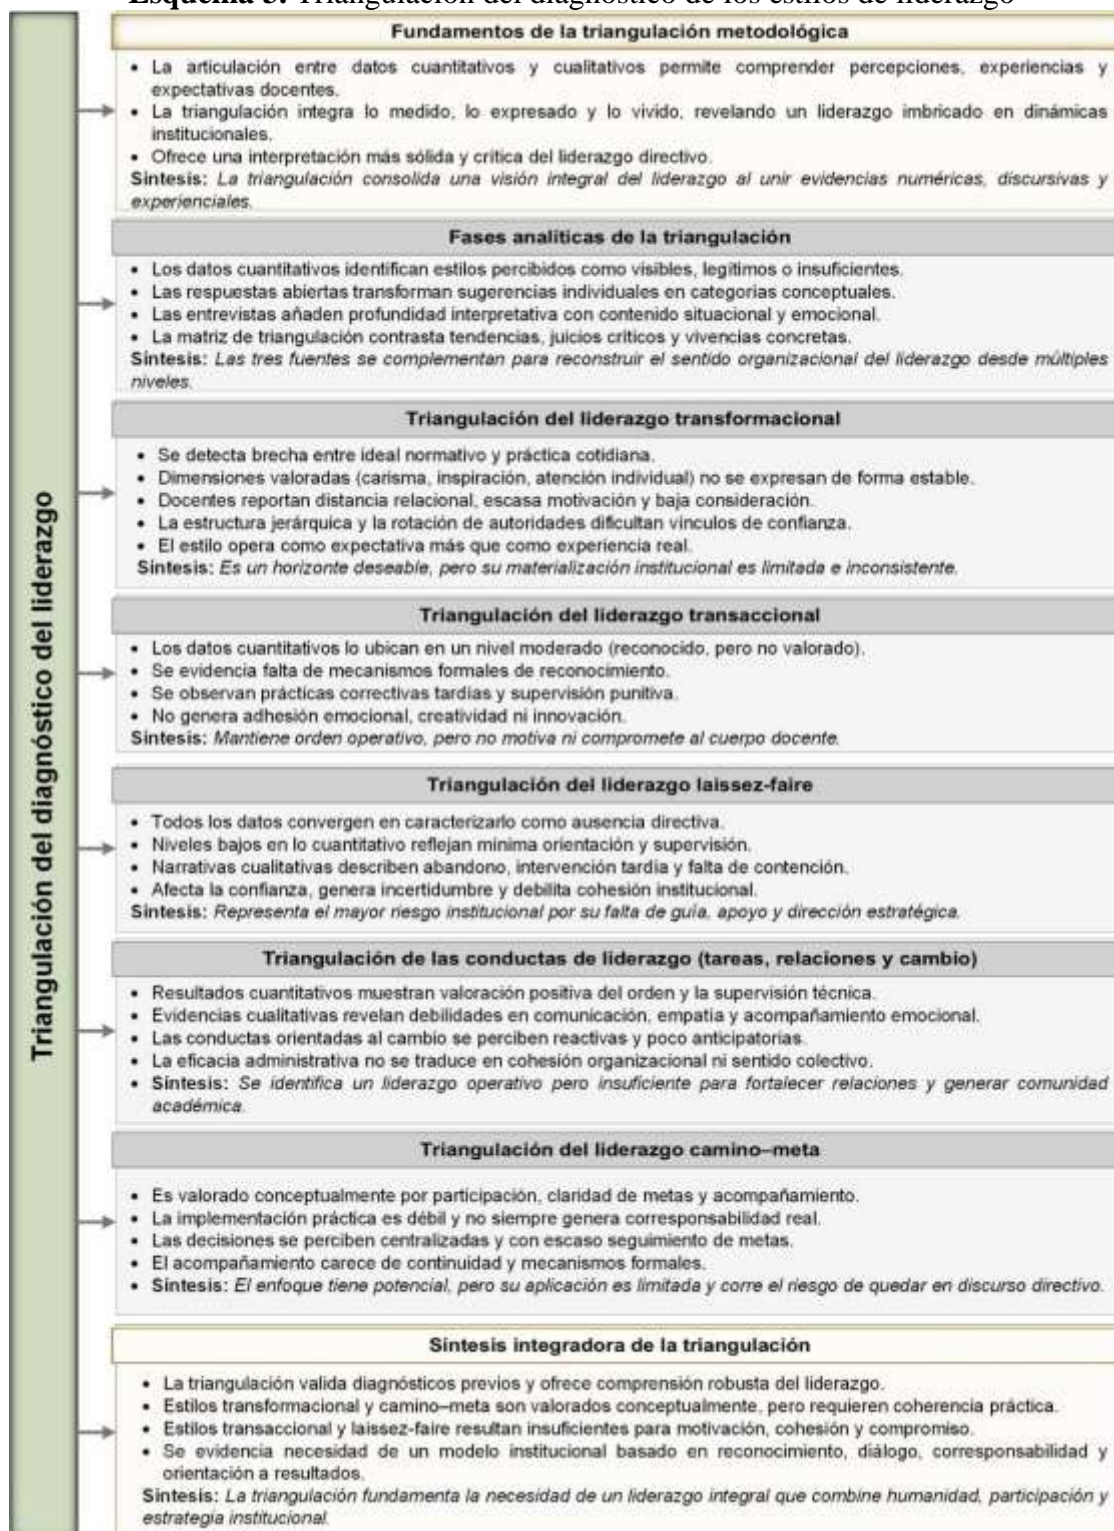 Esquema 3. Triangulación del diagnóstico de los estilos de liderazgo
Triangulación del diagnóstico del liderazgo
Fundamentos de la triangulación metodológica
• La articulación entre datos cuantitativos y cualitativos permite comprender percepciones, experiencias y
expectativas docentes.
• La triangulación integra lo medido, lo expresado y lo vivido, revelando un liderazgo imbricado en dinámicas
institucionales.
• Ofrece una interpretación más sólida y crítica del liderazgo directivo.
Síntesis: La triangulación consolida una visión integral del liderazgo al unir evidencias numéricas, discursivas y
experienciales.
Fases analíticas de la triangulación
• Los datos cuantitativos identifican estilos percibidos como visibles, legítimos o insuficientes.
• Las respuestas abiertas transforman sugerencias individuales en categorías conceptuales.
• Las entrevistas añaden profundidad interpretativa con contenido situacional y emocional.
• La matriz de triangulación contrasta tendencias, juicios críticos y vivencias concretas.
Síntesis: Las tres fuentes se complementan para reconstruir el sentido organizacional del liderazgo desde múltiples
niveles.
Triangulación del liderazgo transformacional
• Se detecta brecha entre ideal normativo y práctica cotidiana.
• Dimensiones valoradas (carisma, inspiración, atención individual) no se expresan de forma estable.
• Docentes reportan distancia relacional, escasa motivación y baja consideración.
• La estructura jerárquica y la rotación de autoridades dificultan vínculos de confianza.
• El estilo opera como expectativa más que como experiencia real.
Síntesis: Es un horizonte deseable, pero su materialización institucional es limitada e inconsistente.
Triangulación del liderazgo transaccional
• Los datos cuantitativos lo ubican en un nivel moderado (reconocido, pero no valorado).
• Se evidencia falta de mecanismos formales de reconocimiento.
• Se observan prácticas correctivas tardías y supervisión punitiva.
• No genera adhesión emocional, creatividad ni innovación.
Síntesis: Mantiene orden operativo, pero no motiva ni compromete al cuerpo docente.
Triangulación del liderazgo laissez-faire
• Todos los datos convergen en caracterizarlo como ausencia directiva.
• Niveles bajos en lo cuantitativo reflejan mínima orientación y supervisión.
• Narrativas cualitativas describen abandono, intervención tardía y falta de contención.
• Afecta la confianza, genera incertidumbre y debilita cohesión institucional.
Síntesis: Representa el mayor riesgo institucional por su falta de guía, apoyo y dirección estratégica.
Triangulación de las conductas de liderazgo (tareas, relaciones y cambio)
• Resultados cuantitativos muestran valoración positiva del orden y la supervisión técnica.
• Evidencias cualitativas revelan debilidades en comunicación, empatía y acompañamiento emocional.
• Las conductas orientadas al cambio se perciben reactivas y poco anticipatorias.
• La eficacia administrativa no se traduce en cohesión organizacional ni sentido colectivo.
• Síntesis: Se identifica un liderazgo operativo pero insuficiente para fortalecer relaciones y generar comunidad
académica.
Triangulación del liderazgo camino–meta
• Es valorado conceptualmente por participación, claridad de metas y acompañamiento.
• La implementación práctica es débil y no siempre genera corresponsabilidad real.
• Las decisiones se perciben centralizadas y con escaso seguimiento de metas.
• El acompañamiento carece de continuidad y mecanismos formales.
• Síntesis: El enfoque tiene potencial, pero su aplicación es limitada y corre el riesgo de quedar en discurso directivo.
Síntesis integradora de la triangulación
• La triangulación valida diagnósticos previos y ofrece comprensión robusta del liderazgo.
• Estilos transformacional y camino–meta son valorados conceptualmente, pero requieren coherencia práctica.
• Estilos transaccional y laissez-faire resultan insuficientes para motivación, cohesión y compromiso.
• Se evidencia necesidad de un modelo institucional basado en reconocimiento, diálogo, corresponsabilidad y
orientación a resultados.
Síntesis: La triangulación fundamenta la necesidad de un liderazgo integral que combine humanidad, participación y
estrategia institucional.